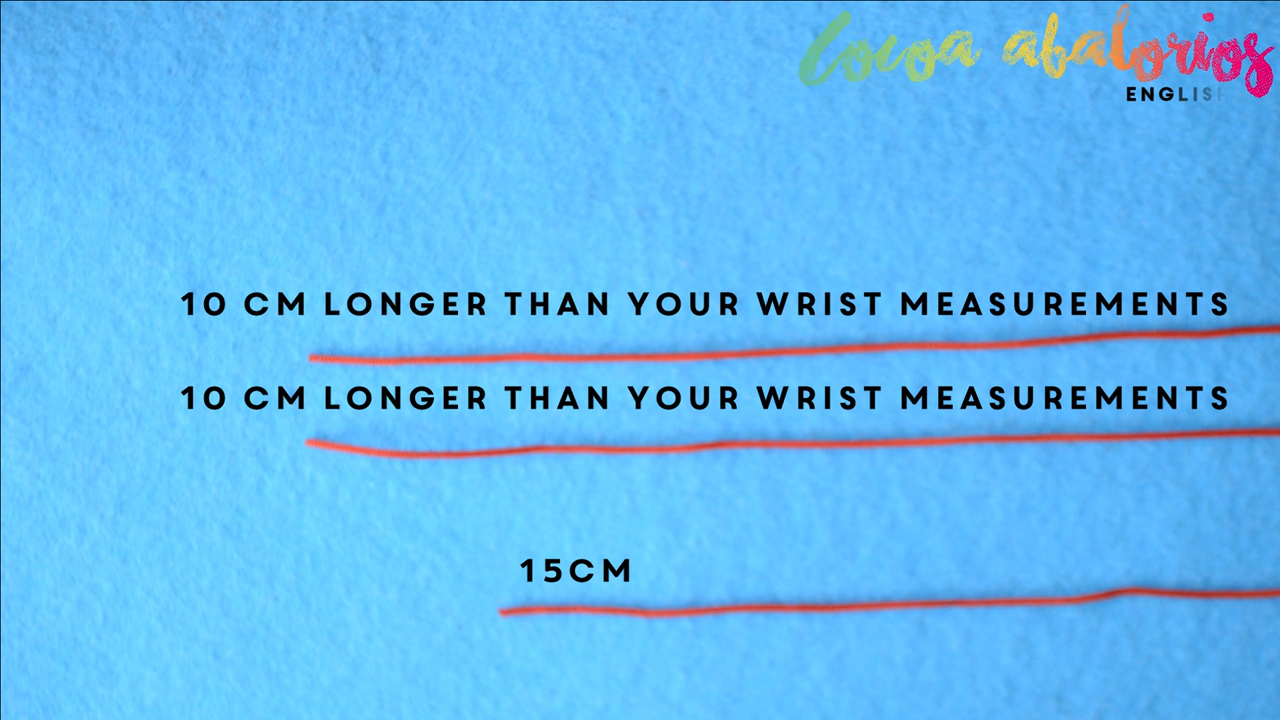 Cocoa abalorios
ENGLISH
10 CM LONGER THAN YOUR WRIST MEASUREMENTS
10 CM LONGER THAN YOUR WRIST MEASUREMENTS
15CM